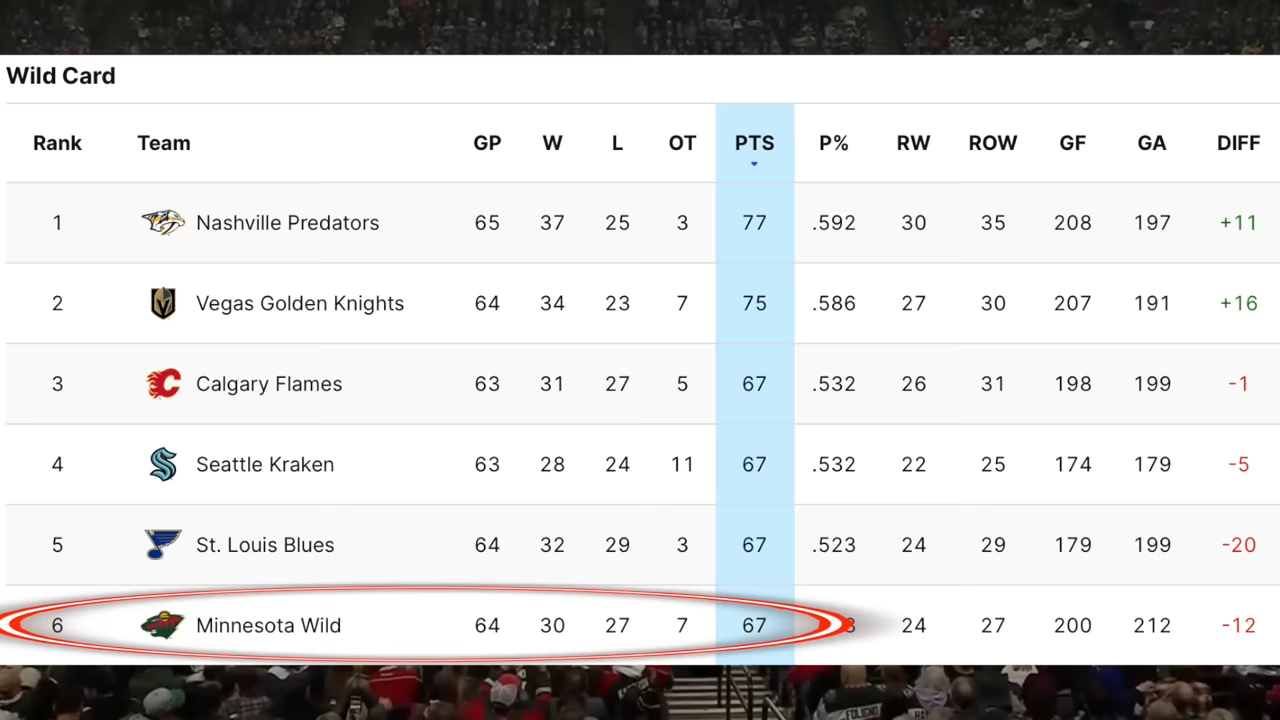 Wild Card
Rank Team GP W L OT PTS P% RW ROW GF GA DIFF
1 Nashville Predators 65 37 25 3 77 .592 30 35 208 197 +11
2 Vegas Golden Knights 64 34 23 7 75 .586 27 30 207 191 +16
3 Calgary Flames 63 31 27 5 67 .532 26 31 198 199 -1
4 Seattle Kraken 63 28 24 11 67 .532 22 25 174 179 -5
5 St. Louis Blues 64 32 29 3 67 .523 24 29 179 199 -20
6 Minnesota Wild 64 30 27 7 67 24 27 200 212 -12
FOLIGNO